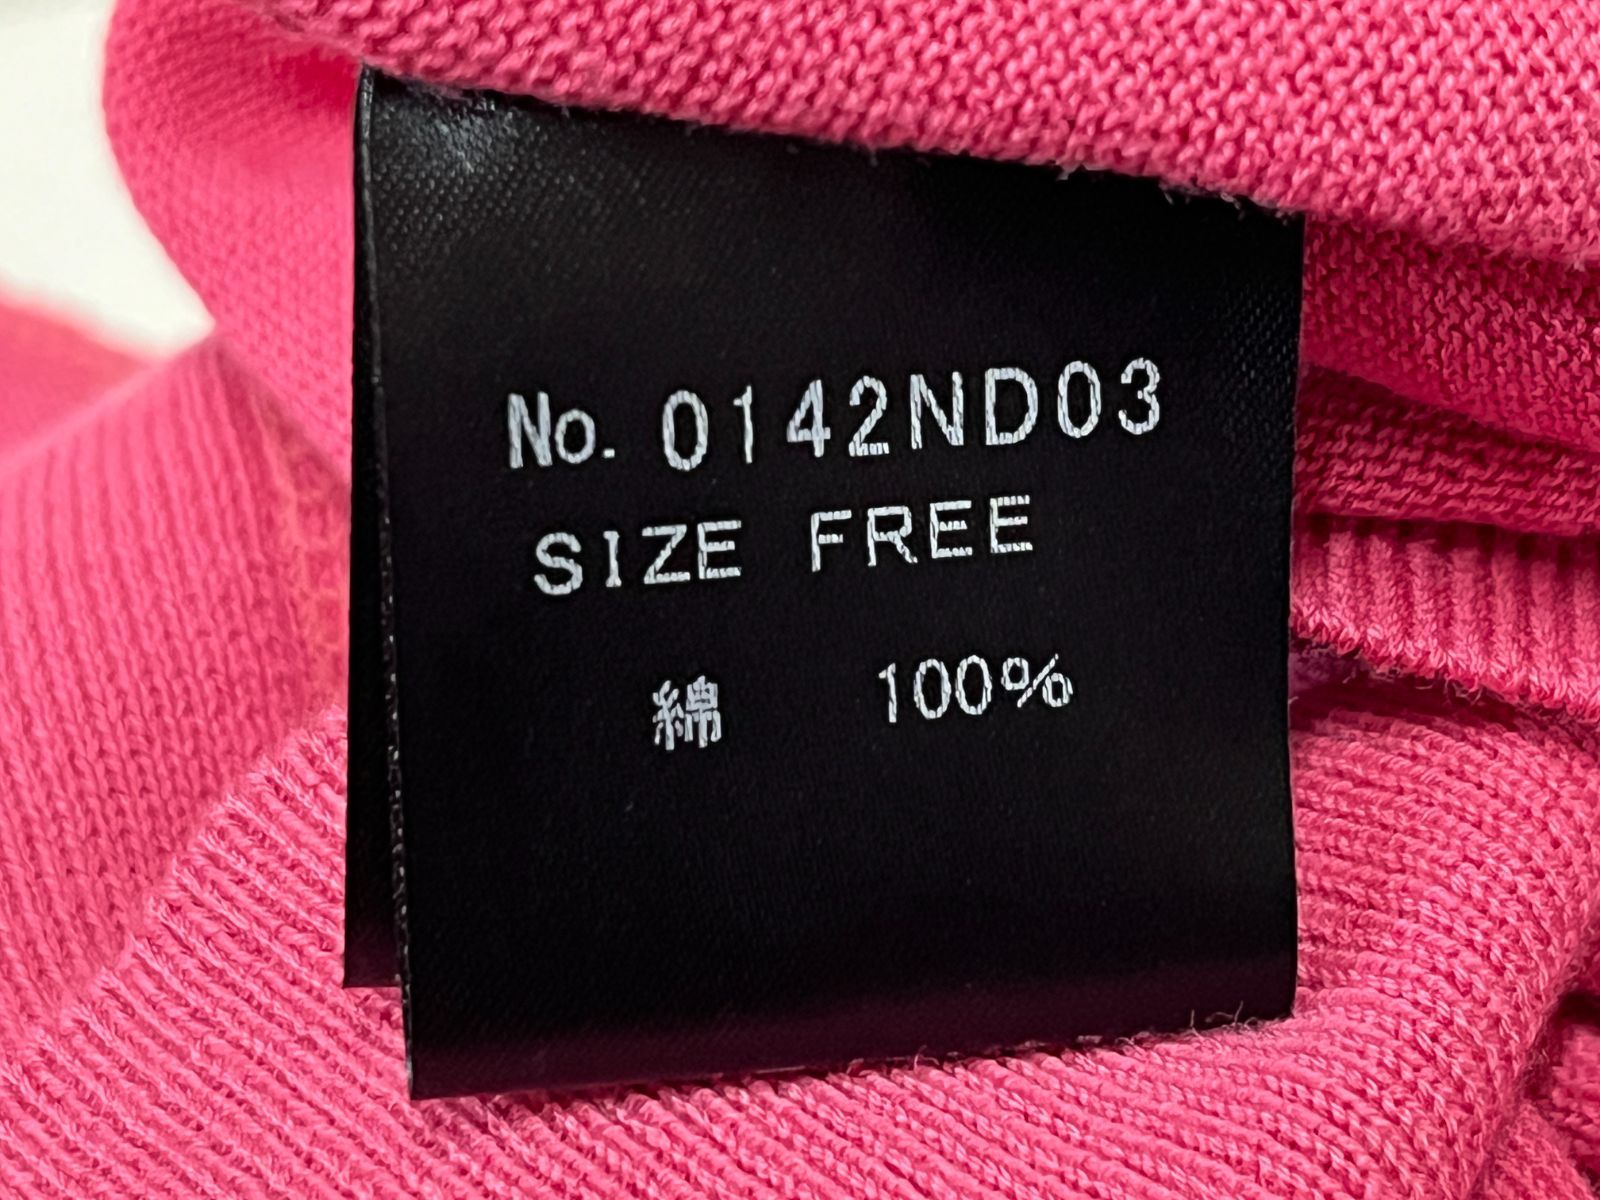 No. 0142ND03
SIZE FREE
綿 100%